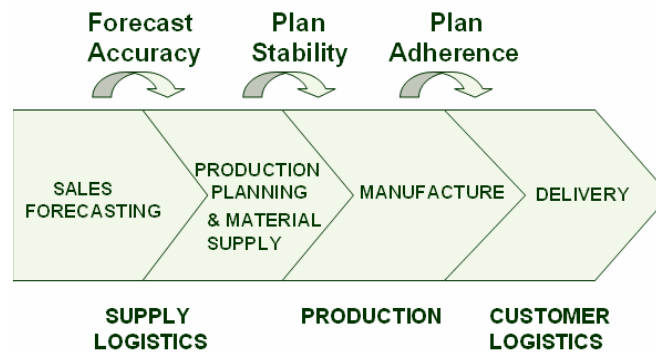 Forecast
Accuracy
Plan
Stability
Plan
Adherence
SALES
FORECASTING
PRODUCTION
PLANNING
& MATERIAL
SUPPLY
MANUFACTURE
DELIVERY
SUPPLY
LOGISTICS
PRODUCTION
CUSTOMER
LOGISTICS